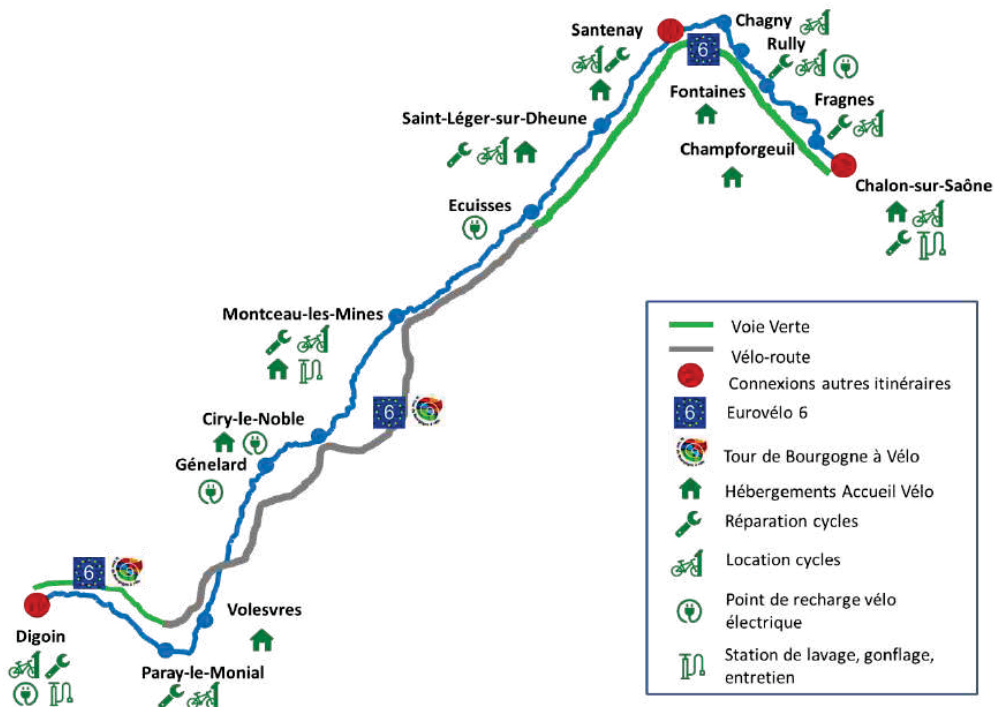 Santenay
Chagny
Rully
6
Fontaines
Fragnes
Saint-Léger-sur-Dheune
Champforgeuil
Chalon-sur-Saône
Ecuisses
Montceau-les-Mines
6
Ciry-le-Noble
Génelard
6
Volesvres
Digoin
Paray-le-Monial
Voie Verte
Vélo-route
Connexions autres itinéraires
6
Eurovélo 6
Tour de Bourgogne à Vélo
Hébergements Accueil Vélo
Réparation cycles
Location cycles
Point de recharge vélo
électrique
Station de lavage, gonflage,
entretien